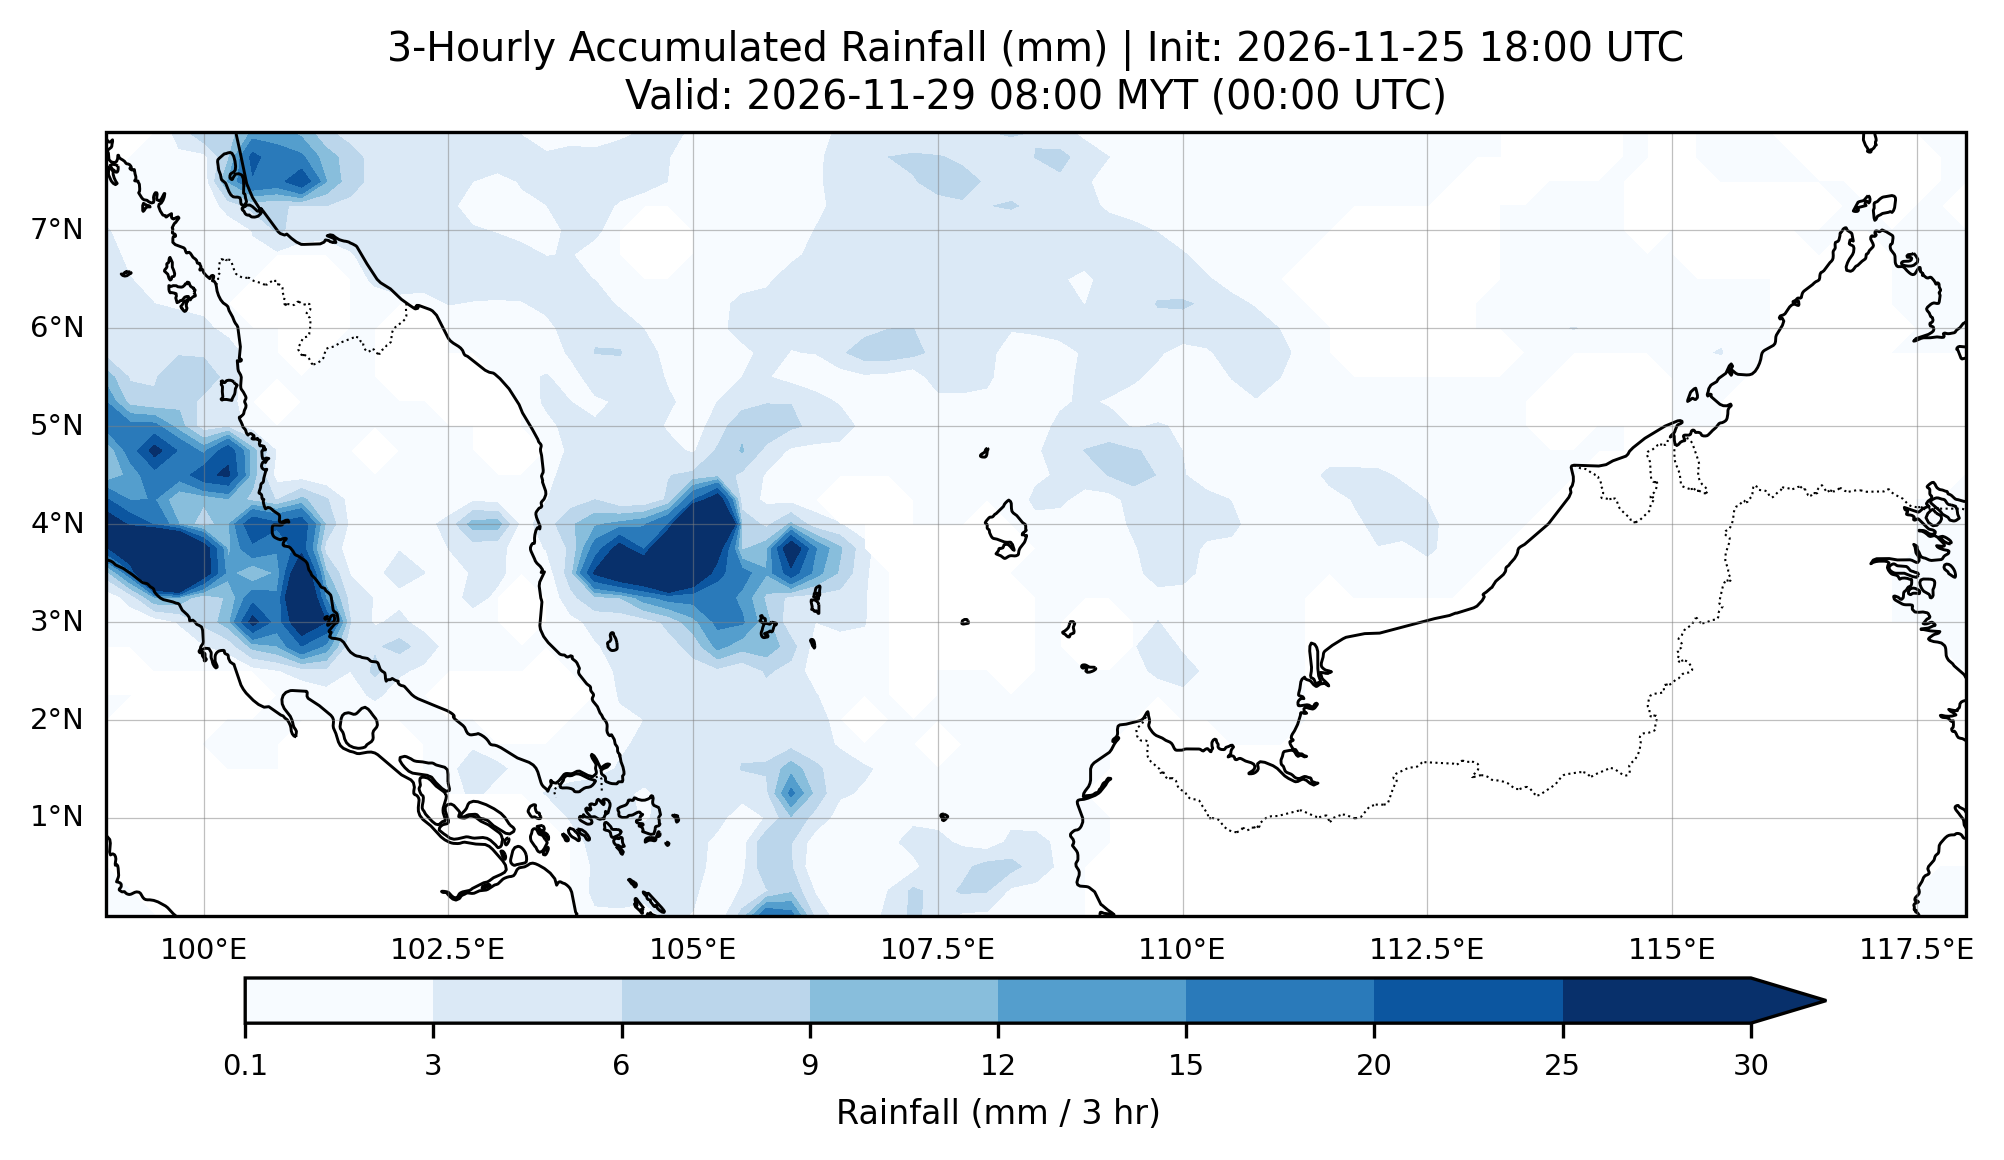 3-Hourly Accumulated Rainfall (mm) | Init: 2026-11-25 18:00 UTC
Valid: 2026-11-29 08:00 MYT (00:00 UTC)
7°N
6°N
5°N
4°N
3°N
2°N
1°N
100°E 102.5°E 105°E 107.5°E 110°E 112.5°E 115°E 117.5°E
0.1 3 6 9 12 15 20 25 30
Rainfall (mm / 3 hr)